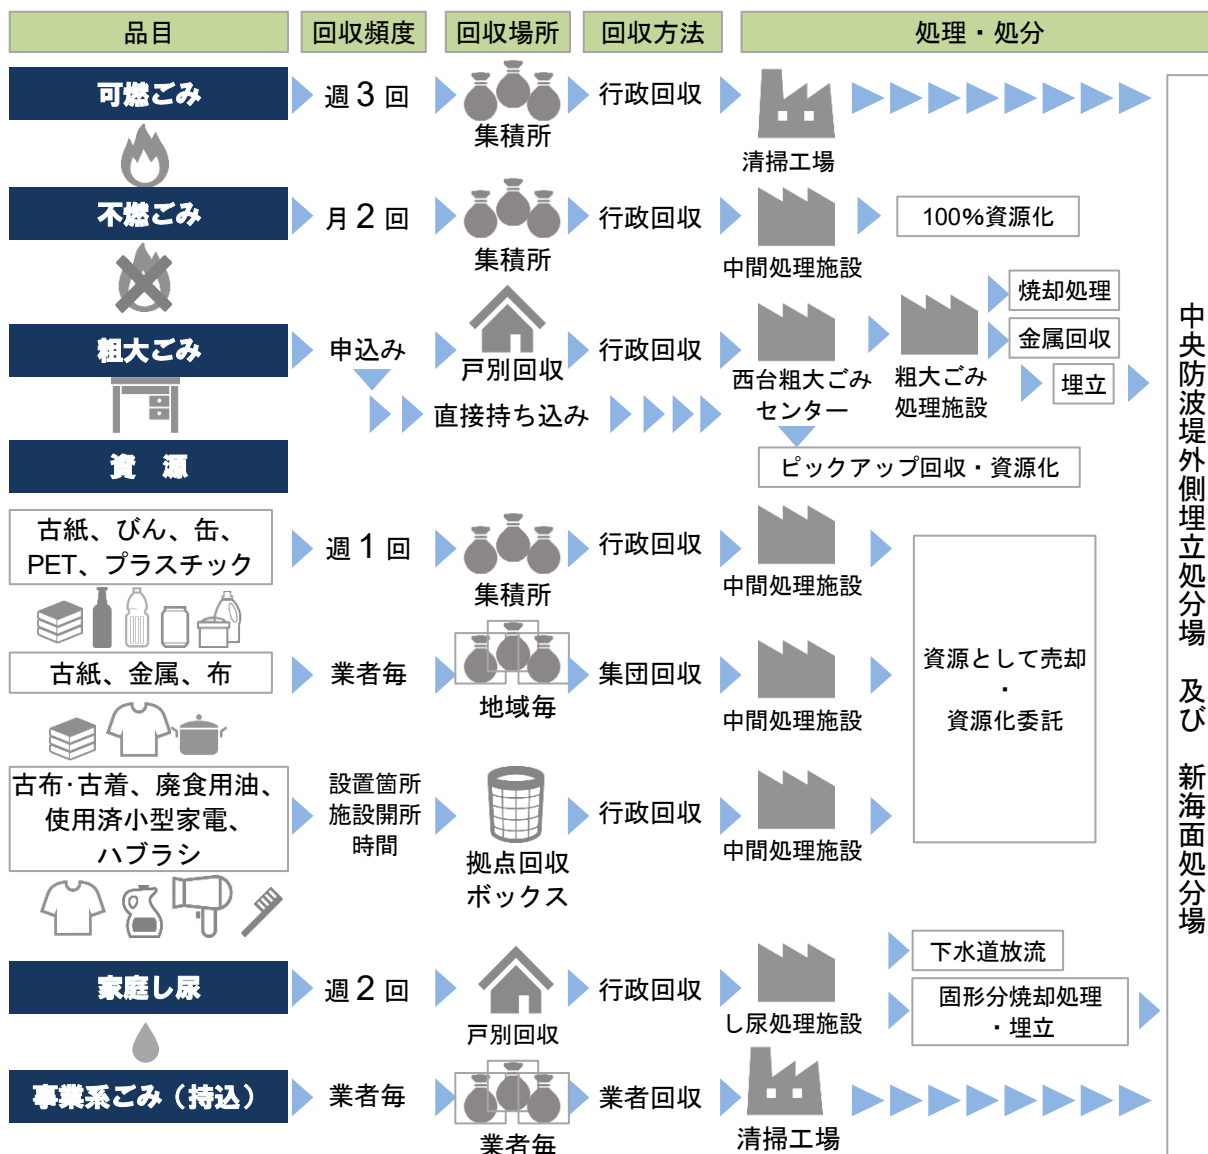 品目
回収頻度
回収場所
回収方法
処理・処分
可燃ごみ
週3回
集積所
行政回収
清掃工場
不燃ごみ
月2回
集積所
行政回収
中間処理施設
100%資源化
粗大ごみ
申込み
戸別回収
行政回収
西台粗大ごみ
センター
粗大ごみ
処理施設
焼却処理
金属回収
埋立
直接持ち込み
ピックアップ回収・資源化
資 源
古紙、びん、缶、
PET、プラスチック
週1回
集積所
行政回収
中間処理施設
古紙、金属、布
業者毎
地域毎
集団回収
中間処理施設
資源として売却
・
資源化委託
古布・古着、廃食用油、
使用済小型家電、
ハブラシ
設置箇所
施設開所
時間
拠点回収
ボックス
行政回収
中間処理施設
家庭し尿
週2回
戸別回収
行政回収
し尿処理施設
下水道放流
固形分焼却処理
・埋立
事業系ごみ（持込）
業者毎
業者毎
業者回収
清掃工場
中央防波堤外側埋立処分場 及び 新海面処分場